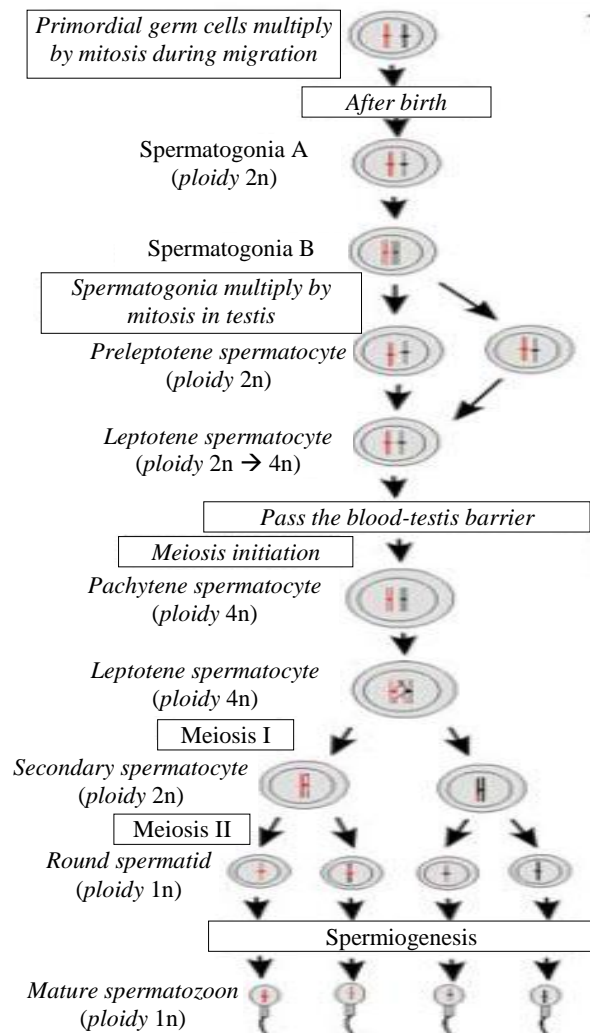 Primordial germ cells multiply
by mitosis during migration
After birth
Spermatogonia A
(ploidy 2n)
Spermatogonia B
Spermatogonia multiply by
mitosis in testis
Preleptotene spermatocyte
(ploidy 2n)
Leptotene spermatocyte
(ploidy 2n → 4n)
Pass the blood-testis barrier
Meiosis initiation
Pachytene spermatocyte
(ploidy 4n)
Leptotene spermatocyte
(ploidy 4n)
Meiosis I
Secondary spermatocyte
(ploidy 2n)
Meiosis II
Round spermatid
(ploidy 1n)
Spermiogenesis
Mature spermatozoon
(ploidy 1n)